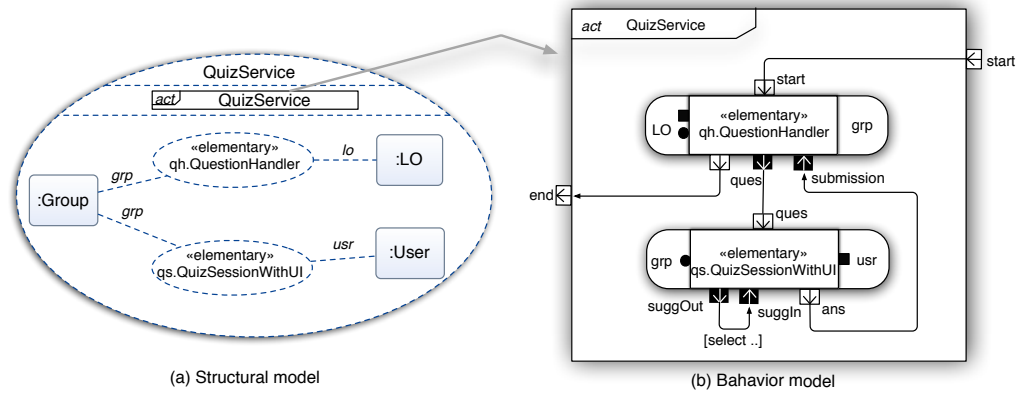 QuizService
act QuizService
«elementary»
qh.QuestionHandler
lo
:LO
grp
:Group
grp
«elementary»
qs.QuizSessionWithUI
usr
:User
(a) Structural model
act QuizService
start
start
LO
«elementary»
qh.QuestionHandler
grp
end
ques
submission
ques
grp
«elementary»
qs.QuizSessionWithUI
usr
suggOut
suggIn
ans
[select ..]
(b) Bahavior model